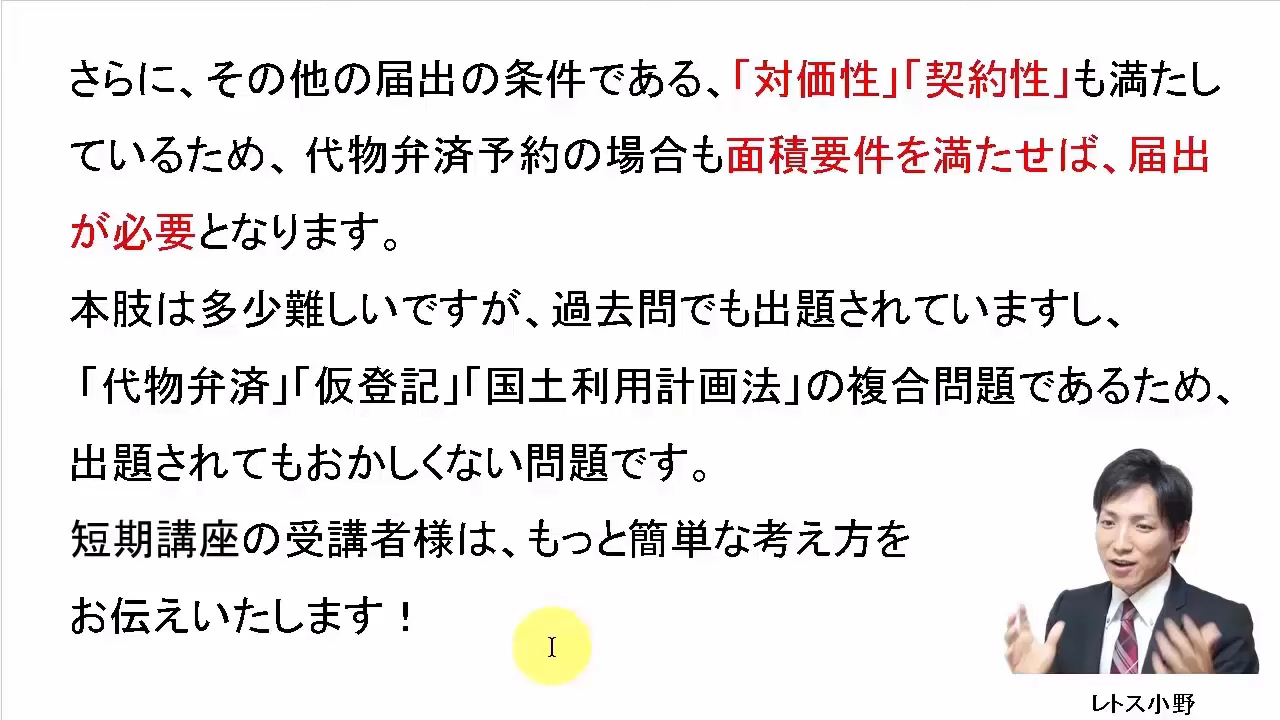 さらに、その他の届出の条件である、「対価性」「契約性」も満たし
ているため、代物弁済予約の場合も面積要件を満たせば、届出
が必要となります。
本肢は多少難しいですが、過去問でも出題されていますし、
「代物弁済」「仮登記」「国土利用計画法」の複合問題であるため、
出題されてもおかしくない問題です。
短期講座の受講者様は、もっと簡単な考え方を
お伝えいたします！
レトス小野